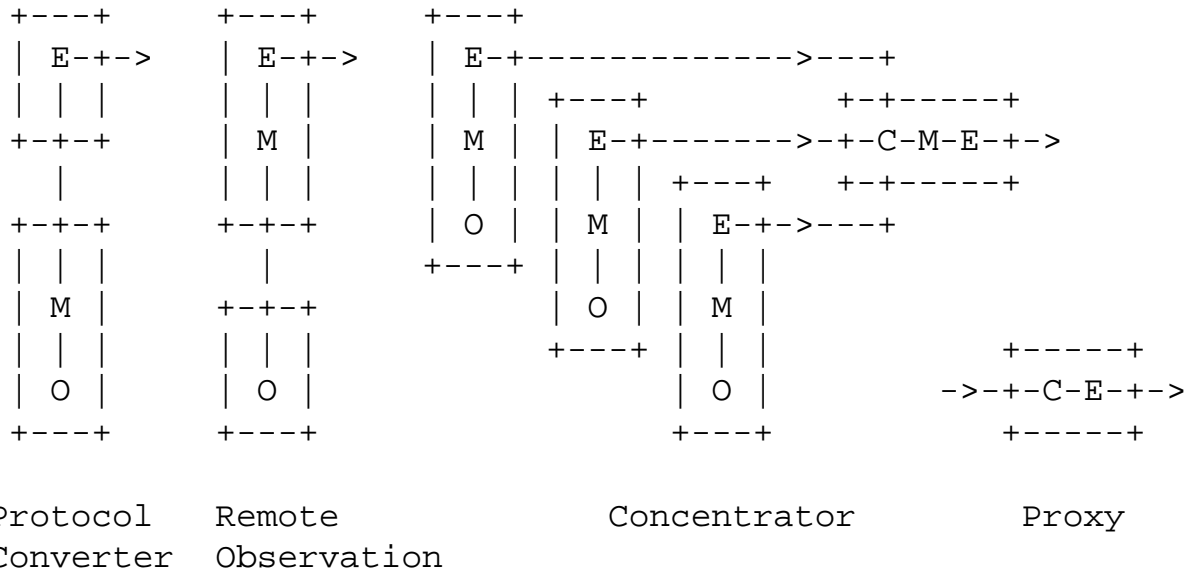 +---+     +---+     +---+
| E-+->   | E-+->   | E-+------------->---+
| | |     | | |     | | | +---+         +-+-----+
+-+-+     | M |     | M | | E-+------->-+-C-M-E-+->
  |       | | |     | | | | | | +---+   +-+-----+
+-+-+     +-+-+     | O | | M | | E-+->---+
| | |       |       +---+ | | | | | |
| M |     +-+-+           | O | | M |
| | |     | | |           +---+ | | |           +-----+
| O |     | O |                 | O |        ->-+-C-E-+->
+---+     +---+                 +---+           +-----+
Protocol   Remote             Concentrator        Proxy
Converter  Observation